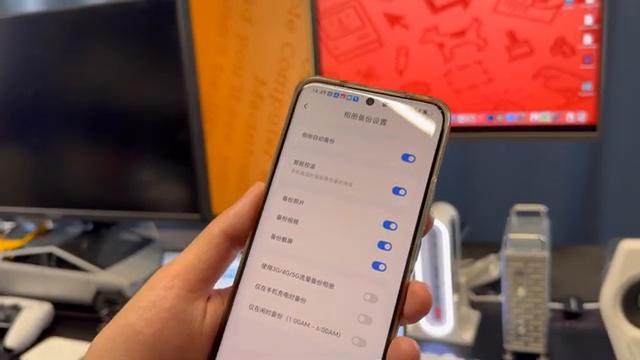 相册备份设置
相册自动备份
智能控温
备份照片
备份视频
备份截屏
使用3G/4G/5G流量备份相册
仅在手机充电时备份
仅在闲时备份（1:00AM - 6:00AM）